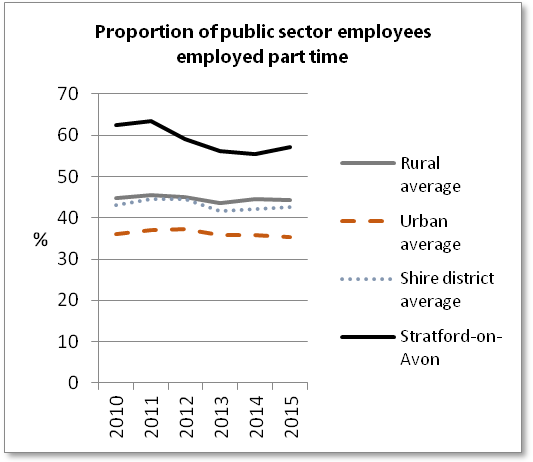 Proportion of public sector employees
employed part time
70
60
50
40
30
20
10
0
%
2010
2011
2012
2013
2014
2015
Rural
average
Urban
average
Shire district
average
Stratford-on-
Avon